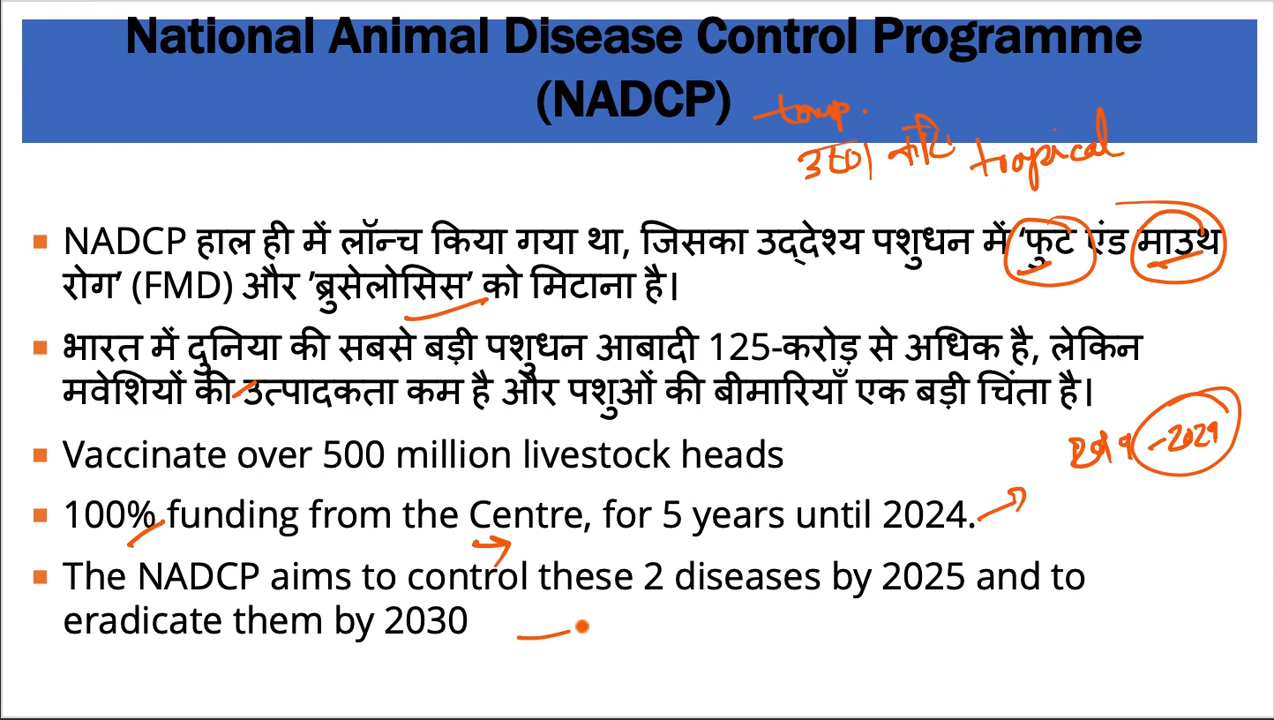 National Animal Disease Control Programme
(NADCP)
temp.
उष्ण कटि tropical
NADCP हाल ही में लॉन्च किया गया था, जिसका उद्देश्य पशुधन में ‘फुट एंड माउथ
रोग’ (FMD) और ’ब्रुसेलोसिस’ को मिटाना है।
भारत में दुनिया की सबसे बड़ी पशुधन आबादी 125-करोड़ से अधिक है, लेकिन
मवेशियों की उत्पादकता कम है और पशुओं की बीमारियाँ एक बड़ी चिंता है।
2019 -2024
Vaccinate over 500 million livestock heads
100% funding from the Centre, for 5 years until 2024.
The NADCP aims to control these 2 diseases by 2025 and to
eradicate them by 2030